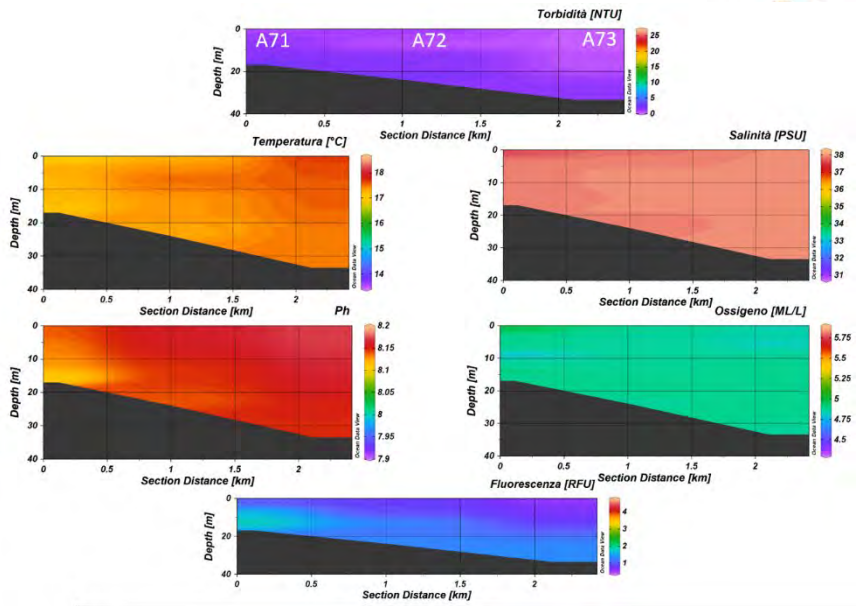 Torbidità [NTU]
A71 A72 A73
Depth [m]
0
20
40
0 0.5 1 1.5 2
Section Distance [km]
25
20
15
10
5
0
Ocean Data View
Temperatura [°C]
Depth [m]
0
10
20
30
40
0 0.5 1 1.5 2
Section Distance [km]
18
17
16
15
14
Ocean Data View
Salinità [PSU]
Depth [m]
0
10
20
30
40
0 0.5 1 1.5 2
Section Distance [km]
38
37
36
35
34
33
32
31
Ocean Data View
Ph
Depth [m]
0
10
20
30
40
0 0.5 1 1.5 2
Section Distance [km]
8.2
8.15
8.1
8.05
8
7.95
7.9
Ocean Data View
Ossigeno [ML/L]
Depth [m]
0
10
20
30
40
0 0.5 1 1.5 2
Section Distance [km]
5.75
5.5
5.25
5
4.75
4.5
Ocean Data View
Fluorescenza [RFU]
Depth [m]
0
20
40
0 0.5 1 1.5 2
Section Distance [km]
4
3
2
1
Ocean Data View